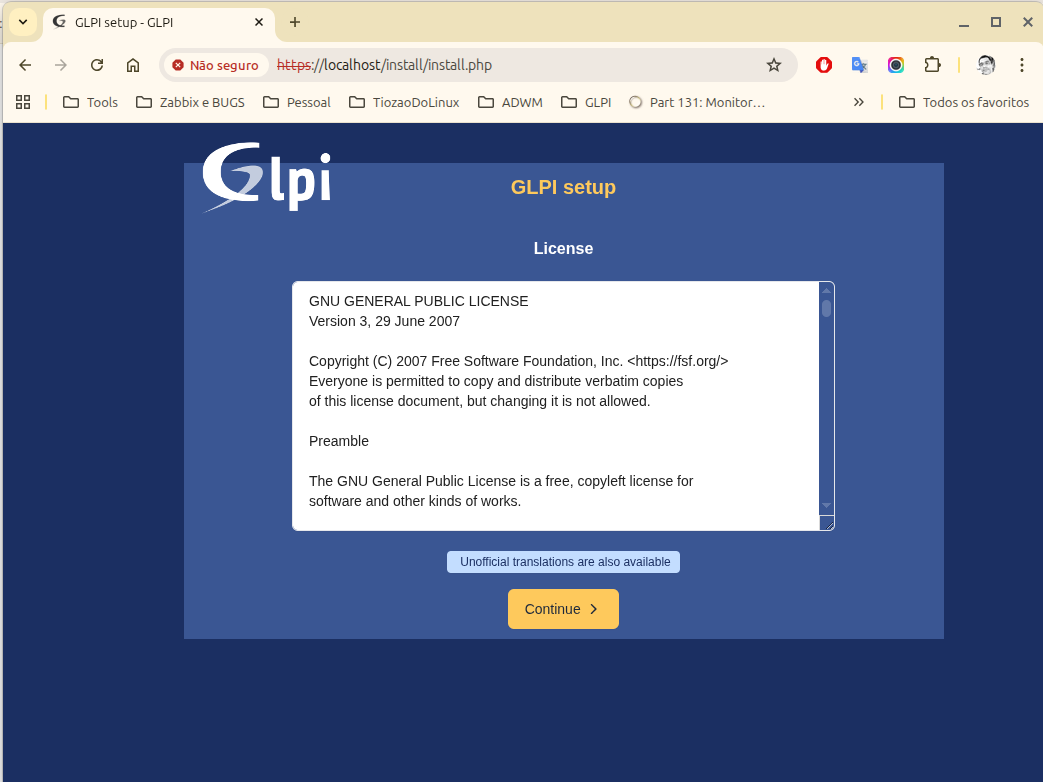 GLPI setup - GLPI
Não seguro https://localhost/install/install.php
Tools Zabbix e BUGS Pessoal TiozaoDoLinux ADWM GLPI Part 131: Monitor… Todos os favoritos
Glpi
GLPI setup
License
GNU GENERAL PUBLIC LICENSE
Version 3, 29 June 2007
Copyright (C) 2007 Free Software Foundation, Inc. <https://fsf.org/>
Everyone is permitted to copy and distribute verbatim copies
of this license document, but changing it is not allowed.
Preamble
The GNU General Public License is a free, copyleft license for
software and other kinds of works.
Unofficial translations are also available
Continue